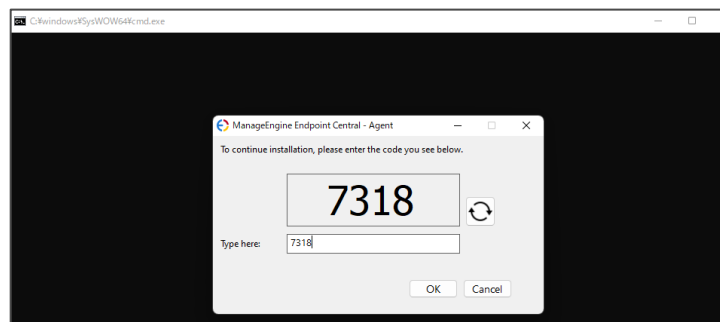 C:¥windows¥SysWOW64¥cmd.exe
ManageEngine Endpoint Central - Agent
To continue installation, please enter the code you see below.
7318
Type here: 7318
OK Cancel